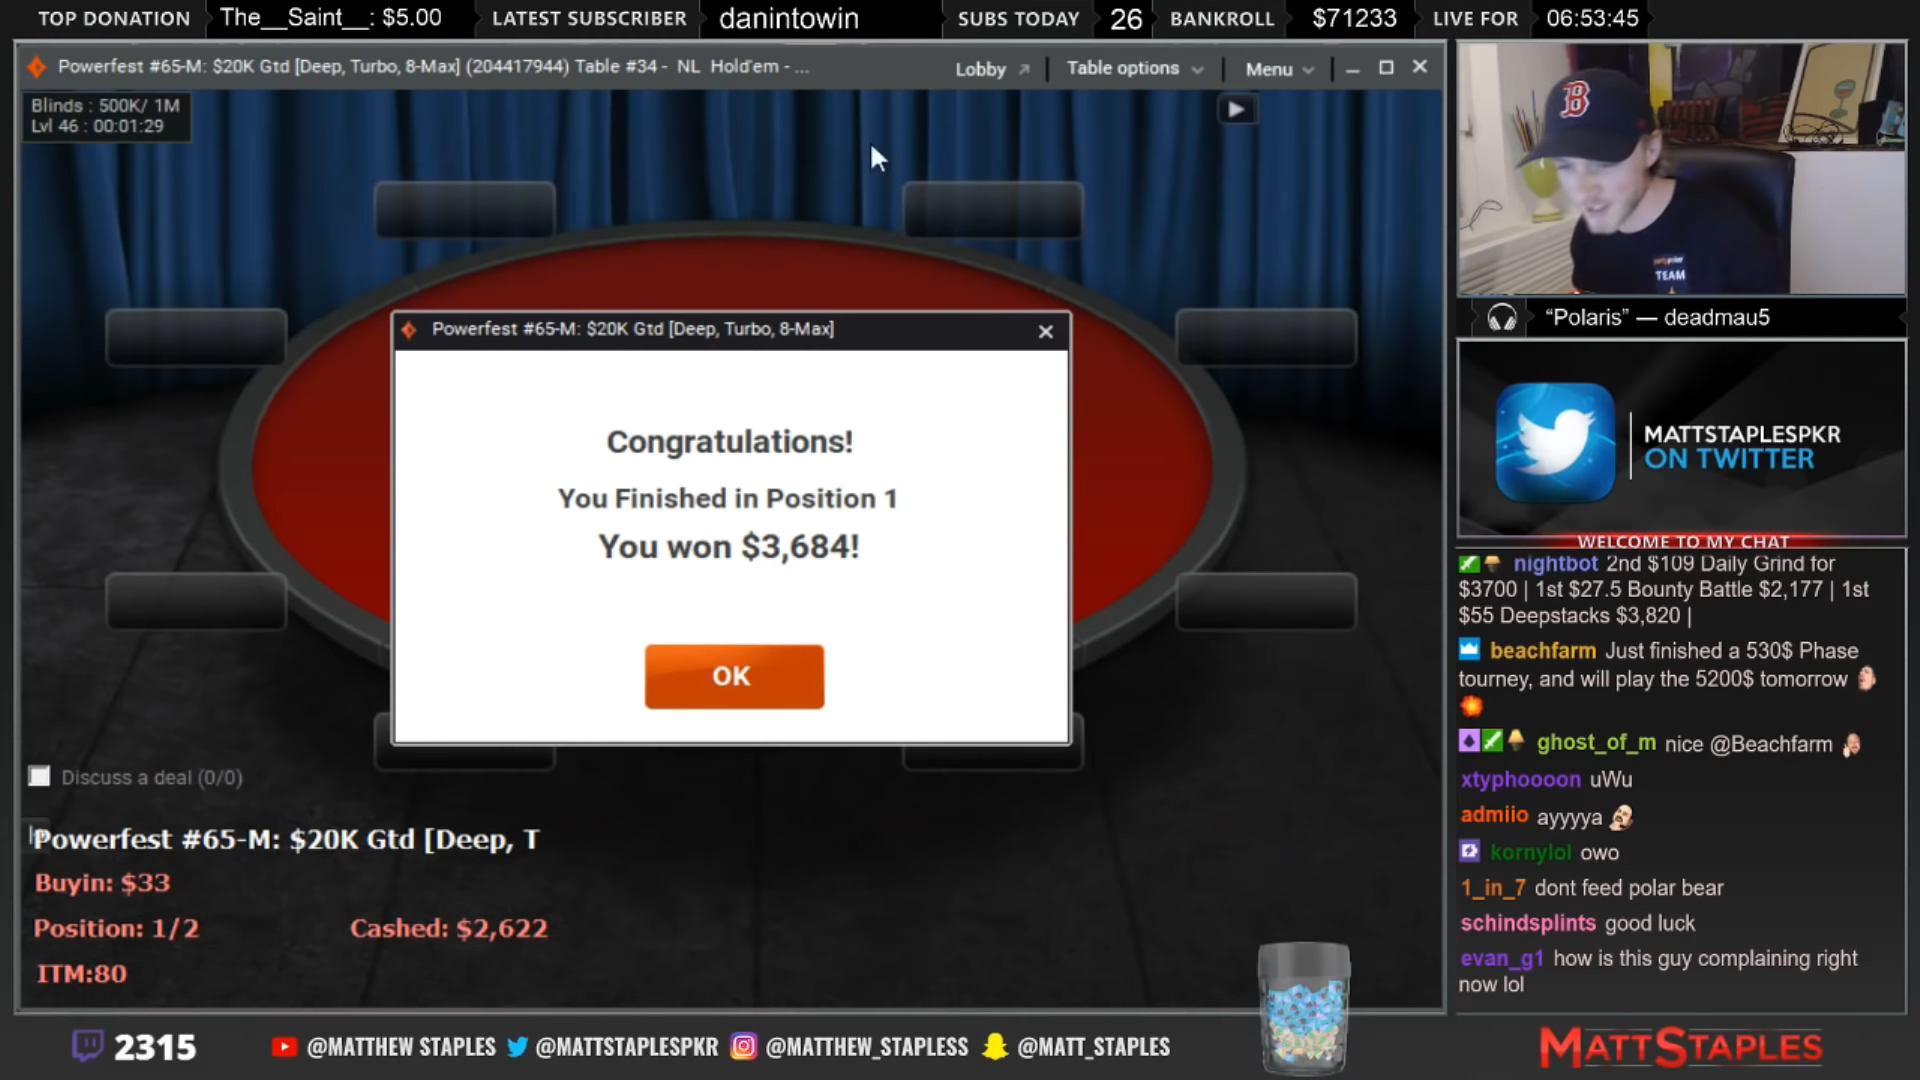 TOP DONATION The__Saint__: $5.00 LATEST SUBSCRIBER danintowin SUBS TODAY 26 BANKROLL $71233 LIVE FOR 06:53:45
Powerfest #65-M: $20K Gtd [Deep, Turbo, 8-Max] (204417944) Table #34 - NL Hold'em - ...
Lobby Table options Menu
Blinds : 500K/ 1M
Lvl 46 : 00:01:29
Powerfest #65-M: $20K Gtd [Deep, Turbo, 8-Max]
Congratulations!
You Finished in Position 1
You won $3,684!
OK
Discuss a deal (0/0)
Powerfest #65-M: $20K Gtd [Deep, T
Buyin: $33
Position: 1/2 Cashed: $2,622
ITM:80
B
TEAM
“Polaris” — deadmau5
MATTSTAPLESPKR
ON TWITTER
WELCOME TO MY CHAT
nightbot 2nd $109 Daily Grind for
$3700 | 1st $27.5 Bounty Battle $2,177 | 1st
$55 Deepstacks $3,820 |
beachfarm Just finished a 530$ Phase
tourney, and will play the 5200$ tomorrow
ghost_of_m nice @Beachfarm
xtyphoooon uWu
admiio ayyyya
kornylol owo
1_in_7 dont feed polar bear
schindsplints good luck
evan_g1 how is this guy complaining right
now lol
2315 @MATTHEW STAPLES @MATTSTAPLESPKR @MATTHEW_STAPLESS @MATT_STAPLES
MATTSTAPLES